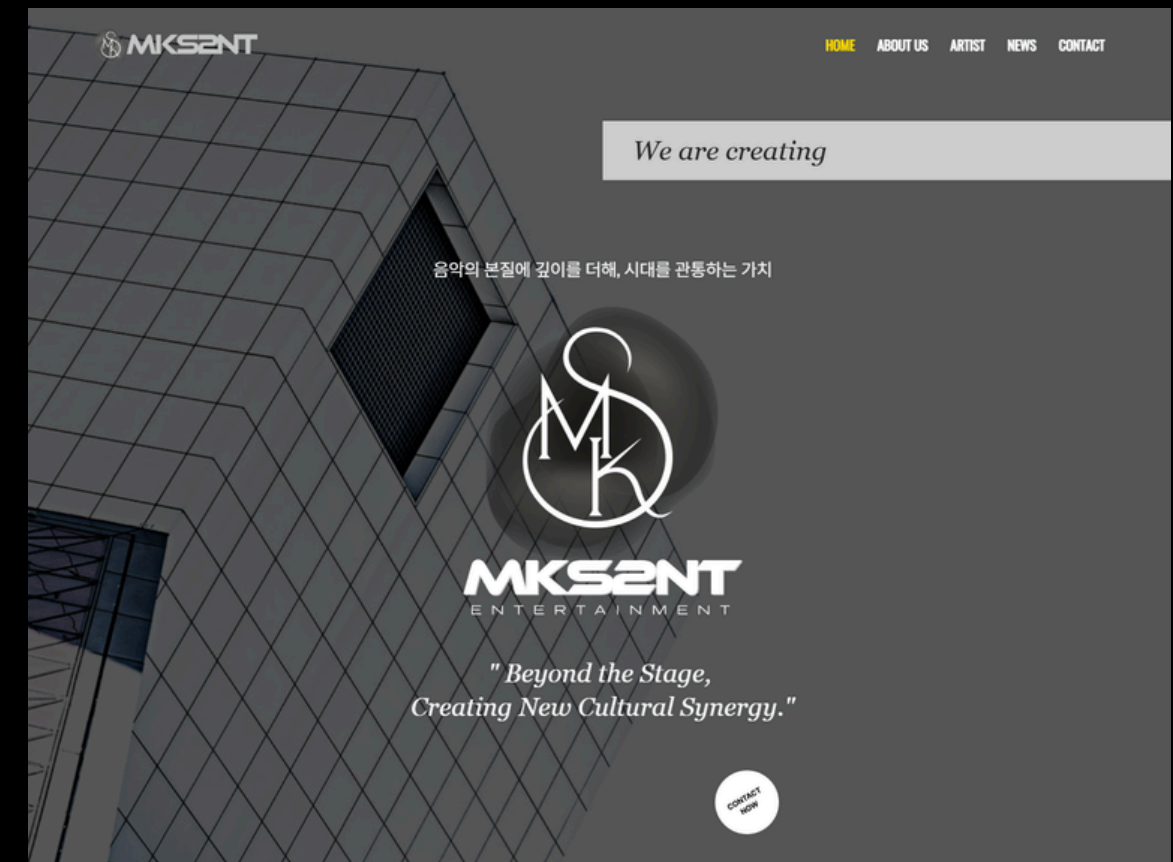 MKS2NT
HOME ABOUT US ARTIST NEWS CONTACT
We are creating
음악의 본질에 깊이를 더해, 시대를 관통하는 가치
SMK
MKS2NT
ENTERTAINMENT
" Beyond the Stage,
Creating New Cultural Synergy."
CONTACT
NOW